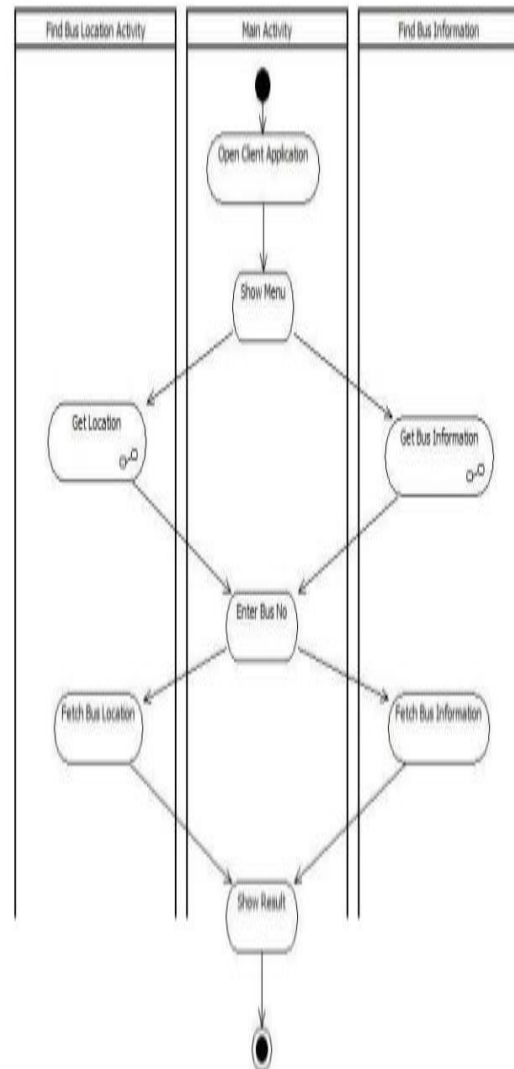 Find Bus Location Activity
Main Activity
Find Bus Information
Open Client Application
Show Menu
Get Location
Get Bus Information
Enter Bus No
Fetch Bus Location
Fetch Bus Information
Show Result